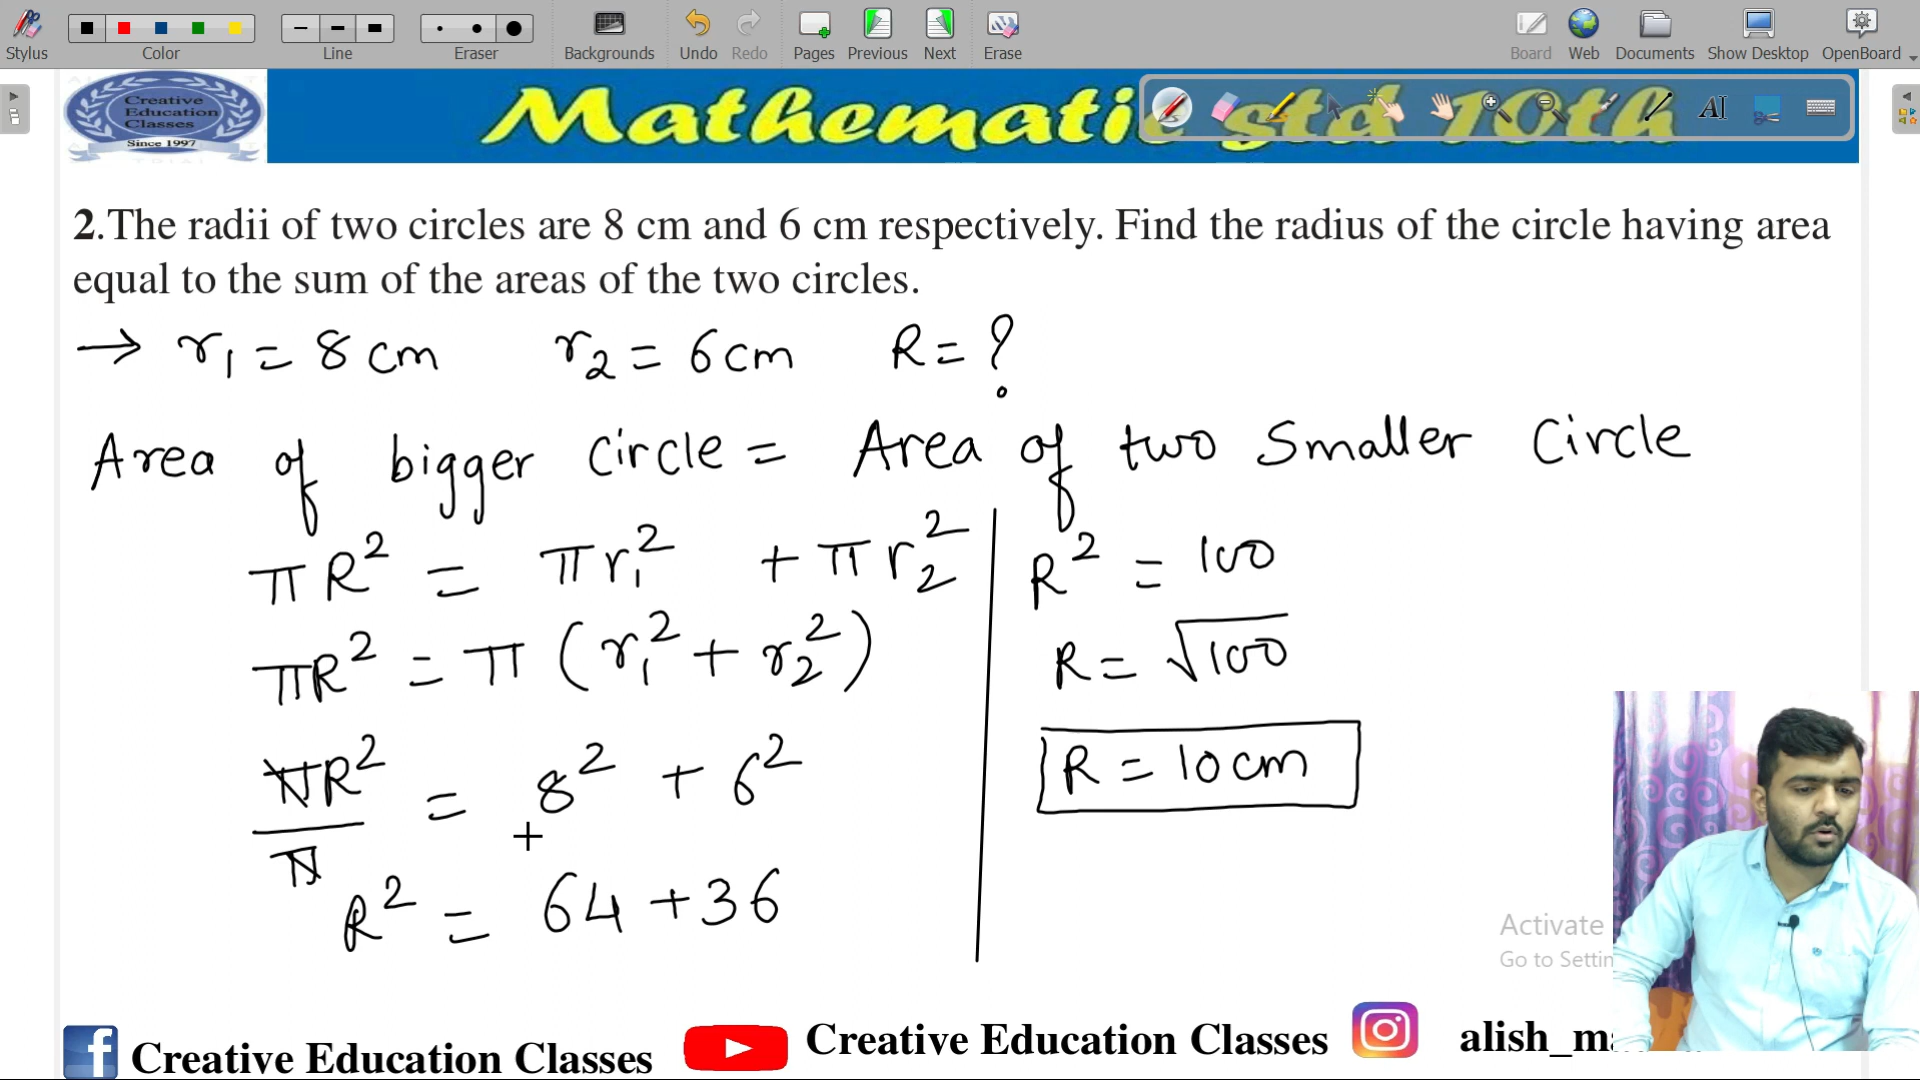 Stylus Color Line Eraser Backgrounds Undo Redo Pages Previous Next Erase Board Web Documents Show Desktop OpenBoard
Creative
Education
Classes
Since 1997
Mathematic std 10th
AI
2.The radii of two circles are 8 cm and 6 cm respectively. Find the radius of the circle having area
equal to the sum of the areas of the two circles.
→ r₁ = 8 cm r₂ = 6 cm R = ?
Area of bigger circle = Area of two smaller circle
πR² = πr₁² + πr₂²
πR² = π (r₁² + r₂²)
πR²/π = 8² + 6²
R² = 64 + 36
R² = 100
R = √100
R = 10 cm
Activate
Go to Settin
Creative Education Classes
Creative Education Classes
alish_m